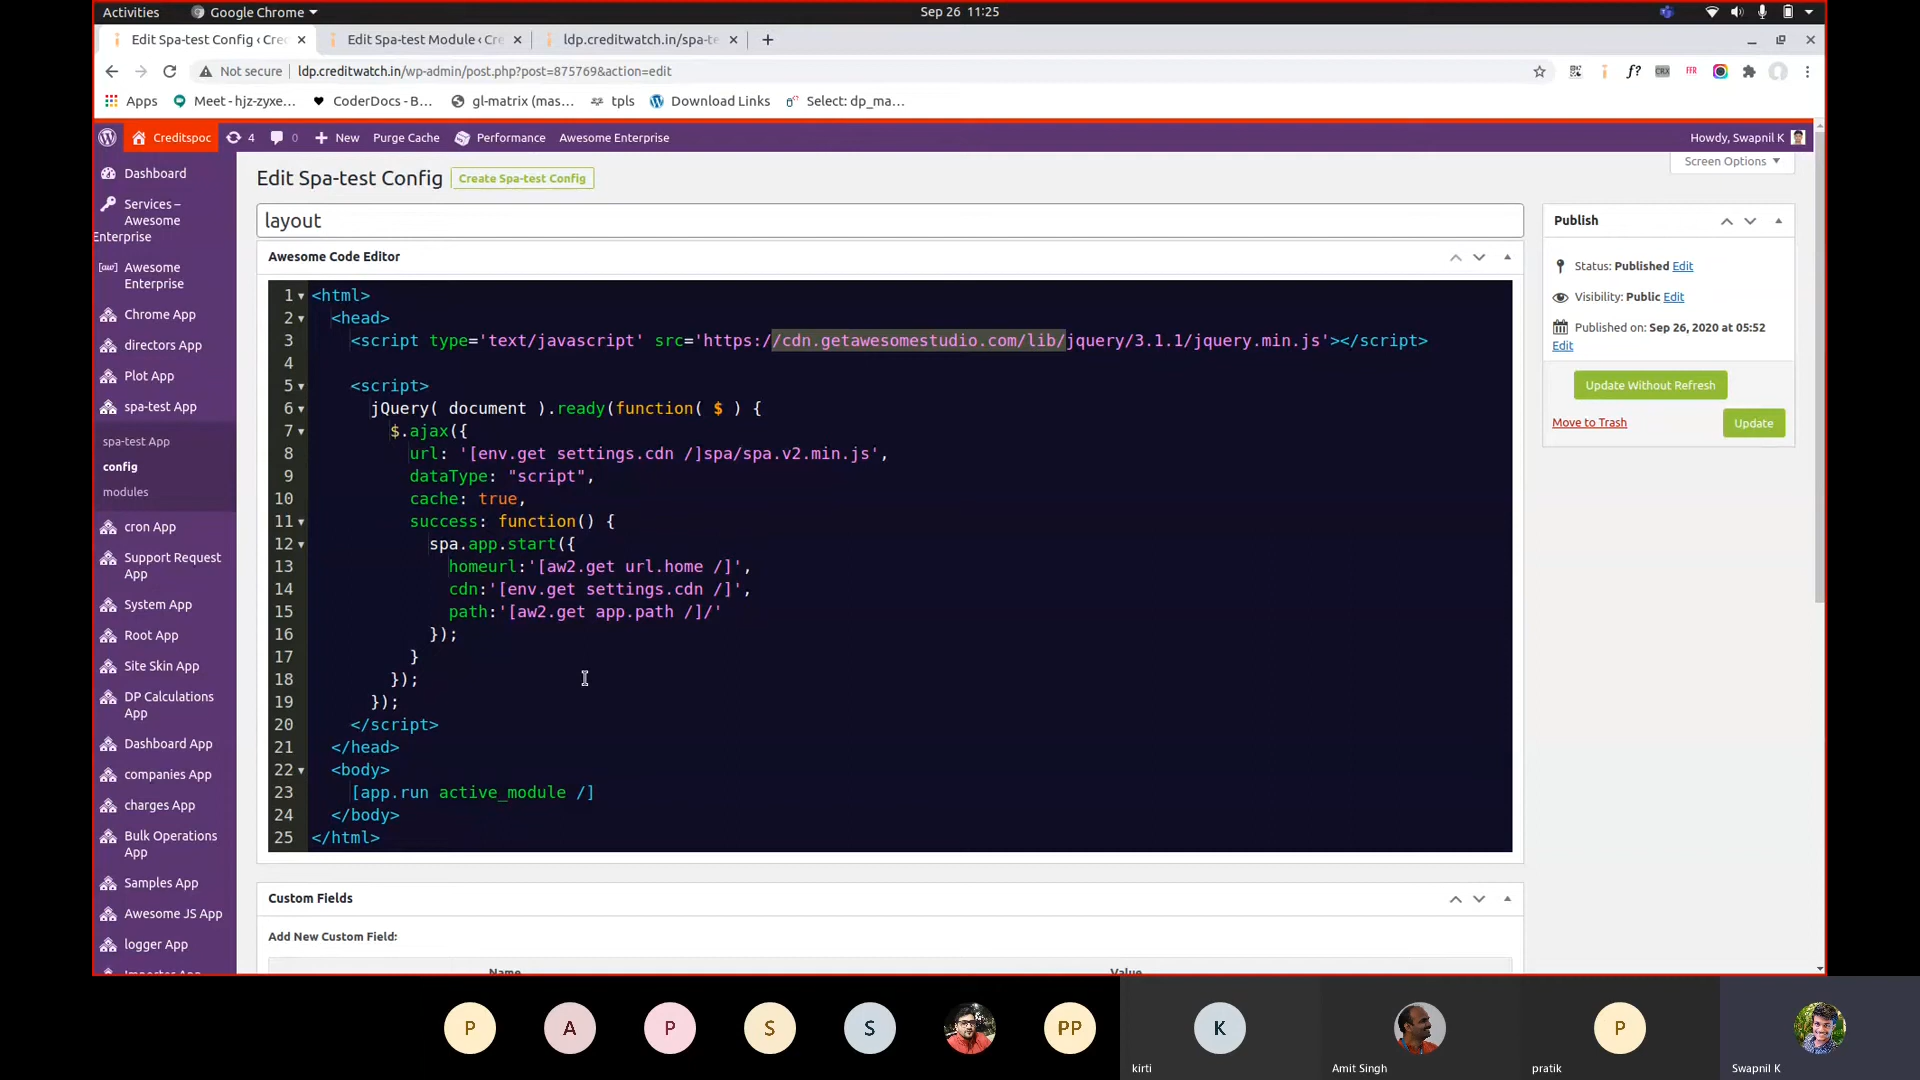 Activities
Google Chrome
Sep 26 11:25
Edit Spa-test Config ‹ Cre
Edit Spa-test Module ‹ Cre
ldp.creditwatch.in/spa-te
Not secure
ldp.creditwatch.in/wp-admin/post.php?post=875769&action=edit
f?
CRX
FFR
Apps
Meet - hjz-zyxe...
CoderDocs - B...
gl-matrix (mas...
tpls
Download Links
Select: dp_ma...
Creditspoc
4
0
New
Purge Cache
Performance
Awesome Enterprise
Howdy, Swapnil K
Screen Options
Dashboard
Services – Awesome Enterprise
[aw] Awesome Enterprise
Chrome App
directors App
Plot App
spa-test App
spa-test App
config
modules
cron App
Support Request App
System App
Root App
Site Skin App
DP Calculations App
Dashboard App
companies App
charges App
Bulk Operations App
Samples App
Awesome JS App
logger App
Edit Spa-test Config
Create Spa-test Config
layout
Awesome Code Editor
1 <html>
2 <head>
3 <script type='text/javascript' src='https://cdn.getawesomestudio.com/lib/jquery/3.1.1/jquery.min.js'></script>
4
5 <script>
6 jQuery( document ).ready(function( $ ) {
7 $.ajax({
8 url: '[env.get settings.cdn /]spa/spa.v2.min.js',
9 dataType: "script",
10 cache: true,
11 success: function() {
12 spa.app.start({
13 homeurl:'[aw2.get url.home /]',
14 cdn:'[env.get settings.cdn /]',
15 path:'[aw2.get app.path /]/'
16 });
17 }
18 });
19 });
20 </script>
21 </head>
22 <body>
23 [app.run active_module /]
24 </body>
25 </html>
Custom Fields
Add New Custom Field:
Name
Value
Publish
Status: Published Edit
Visibility: Public Edit
Published on: Sep 26, 2020 at 05:52
Edit
Update Without Refresh
Move to Trash
Update
P
A
P
S
S
PP
K
P
kirti
Amit Singh
pratik
Swapnil K